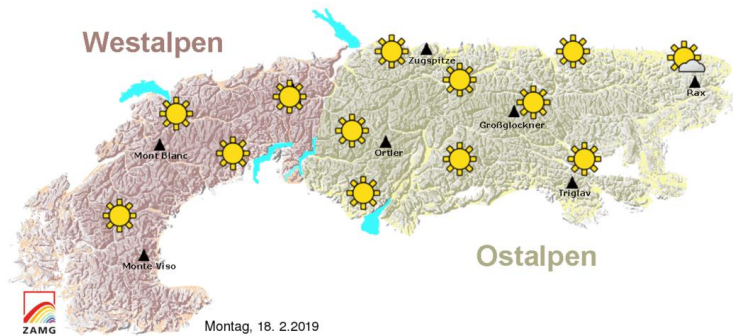 Westalpen
Zugspitze
Rax
Großglockner
Mont Blanc
Ortler
Triglav
Ostalpen
Monte Viso
ZAMG
Montag, 18. 2.2019